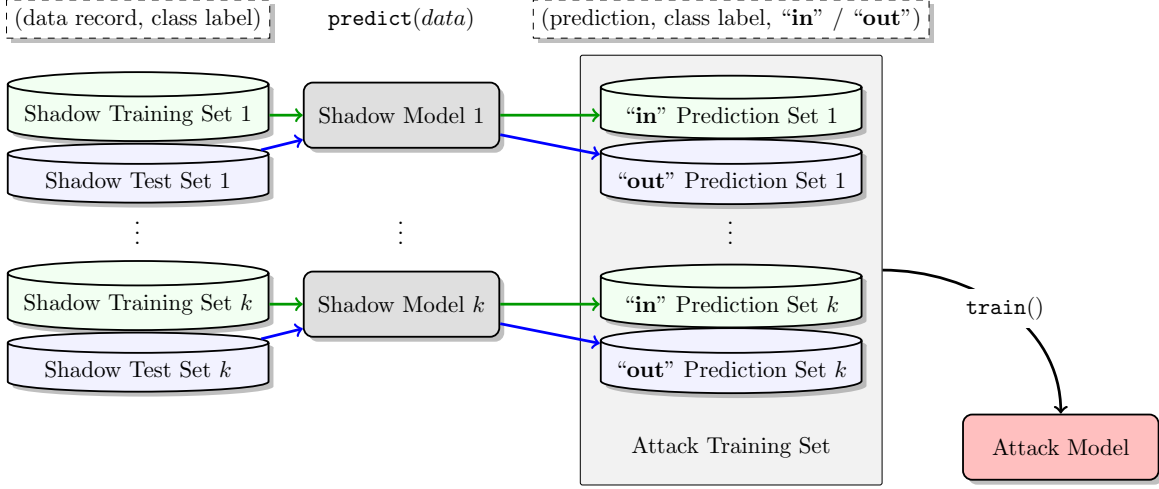 (data record, class label)
predict(data)
(prediction, class label, “in” / “out”)
Shadow Training Set 1
Shadow Model 1
“in” Prediction Set 1
Shadow Test Set 1
“out” Prediction Set 1
⋮
⋮
⋮
Shadow Training Set k
Shadow Model k
“in” Prediction Set k
train()
Shadow Test Set k
“out” Prediction Set k
Attack Training Set
Attack Model